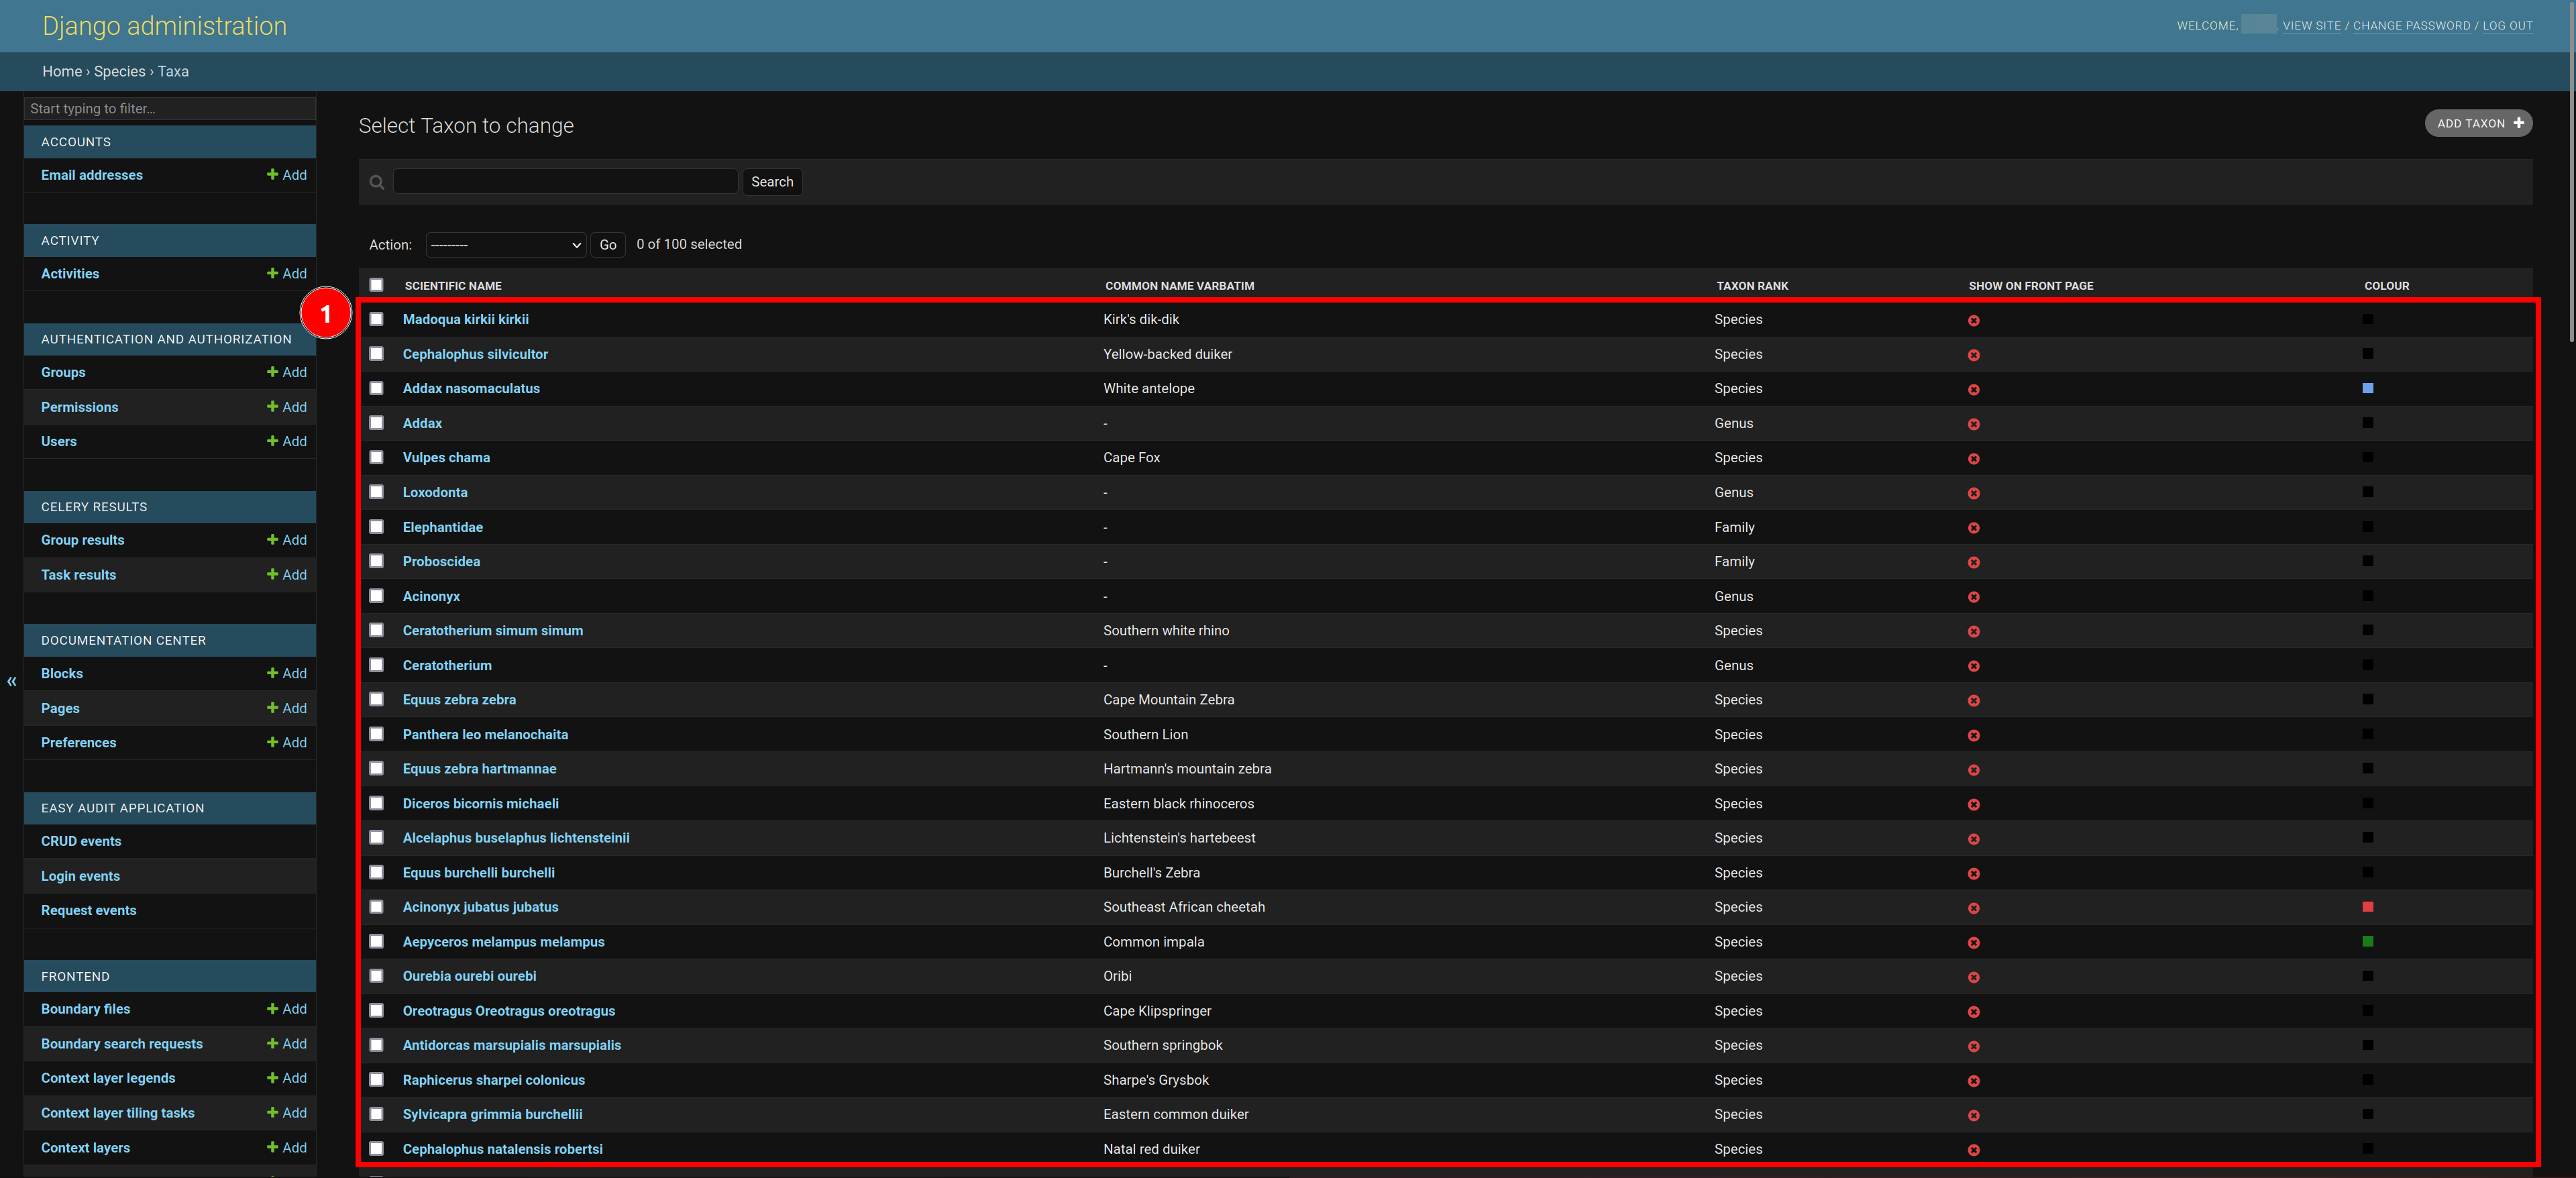 Django administration
WELCOME, . VIEW SITE / CHANGE PASSWORD / LOG OUT
Home › Species › Taxa
Start typing to filter...
ACCOUNTS
Email addresses + Add
ACTIVITY
Activities + Add
AUTHENTICATION AND AUTHORIZATION
Groups + Add
Permissions + Add
Users + Add
CELERY RESULTS
Group results + Add
Task results + Add
DOCUMENTATION CENTER
Blocks + Add
Pages + Add
Preferences + Add
EASY AUDIT APPLICATION
CRUD events
Login events
Request events
FRONTEND
Boundary files + Add
Boundary search requests + Add
Context layer legends + Add
Context layer tiling tasks + Add
Context layers + Add
«
Select Taxon to change
ADD TAXON +
Search
Action: --------- Go 0 of 100 selected
SCIENTIFIC NAME COMMON NAME VARBATIM TAXON RANK SHOW ON FRONT PAGE COLOUR
1
Madoqua kirkii kirkii Kirk's dik-dik Species
Cephalophus silvicultor Yellow-backed duiker Species
Addax nasomaculatus White antelope Species
Addax - Genus
Vulpes chama Cape Fox Species
Loxodonta - Genus
Elephantidae - Family
Proboscidea - Family
Acinonyx - Genus
Ceratotherium simum simum Southern white rhino Species
Ceratotherium - Genus
Equus zebra zebra Cape Mountain Zebra Species
Panthera leo melanochaita Southern Lion Species
Equus zebra hartmannae Hartmann's mountain zebra Species
Diceros bicornis michaeli Eastern black rhinoceros Species
Alcelaphus buselaphus lichtensteinii Lichtenstein's hartebeest Species
Equus burchelli burchelli Burchell's Zebra Species
Acinonyx jubatus jubatus Southeast African cheetah Species
Aepyceros melampus melampus Common impala Species
Ourebia ourebi ourebi Oribi Species
Oreotragus Oreotragus oreotragus Cape Klipspringer Species
Antidorcas marsupialis marsupialis Southern springbok Species
Raphicerus sharpei colonicus Sharpe's Grysbok Species
Sylvicapra grimmia burchellii Eastern common duiker Species
Cephalophus natalensis robertsi Natal red duiker Species